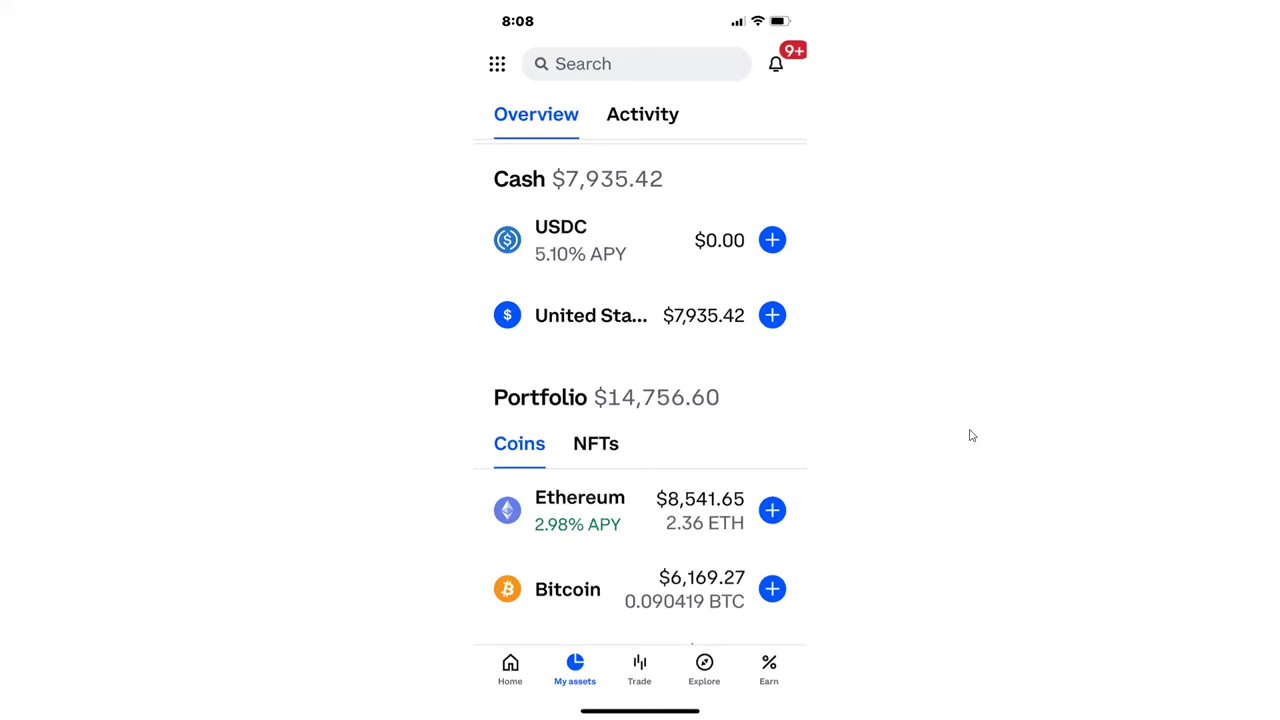 8:08
Search
9+
Overview Activity
Cash $7,935.42
USDC
5.10% APY
$0.00
United Sta... $7,935.42
Portfolio $14,756.60
Coins NFTs
Ethereum
2.98% APY
$8,541.65
2.36 ETH
Bitcoin
$6,169.27
0.090419 BTC
Home My assets Trade Explore Earn